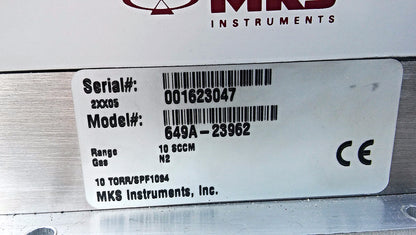 MKS
INSTRUMENTS
Serial#: 001623047
2XX05
Model#: 649A-23962
Range 10 SCCM
Gas N2
10 TORR/SPF1094
MKS Instruments, Inc.
CE